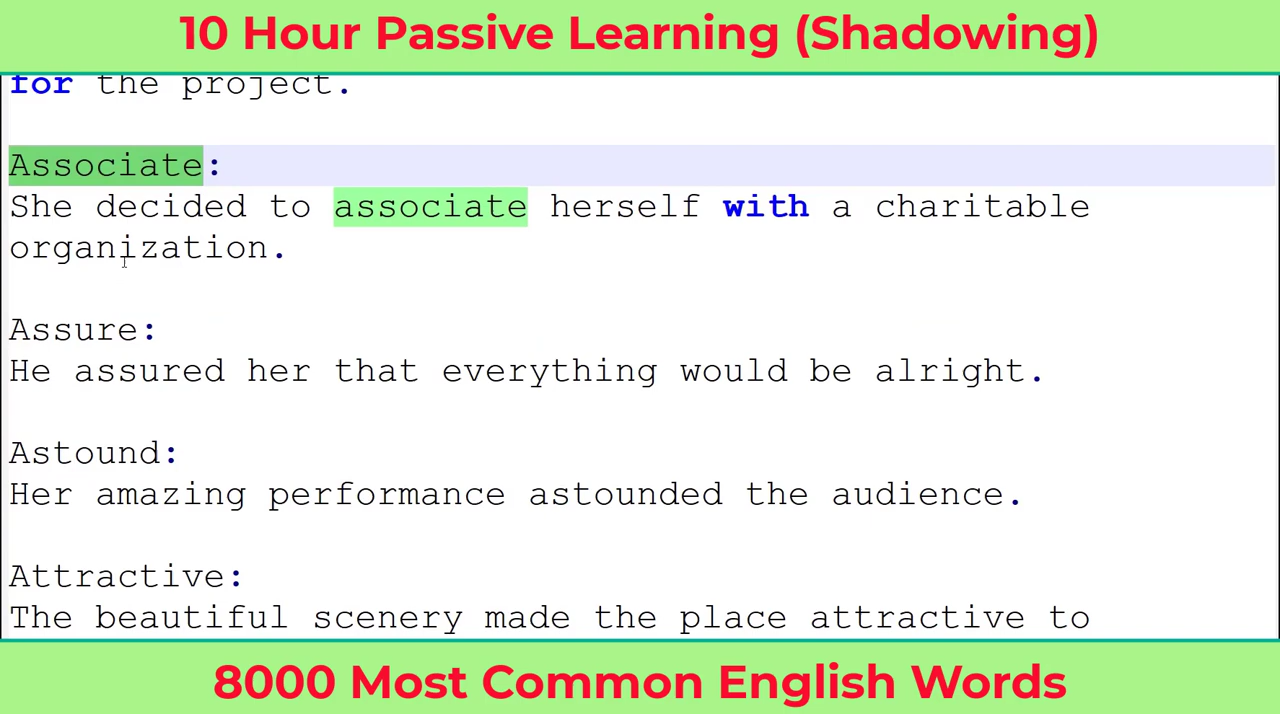 10 Hour Passive Learning (Shadowing)
for the project.
Associate:
She decided to associate herself with a charitable
organization.
Assure:
He assured her that everything would be alright.
Astound:
Her amazing performance astounded the audience.
Attractive:
The beautiful scenery made the place attractive to
8000 Most Common English Words